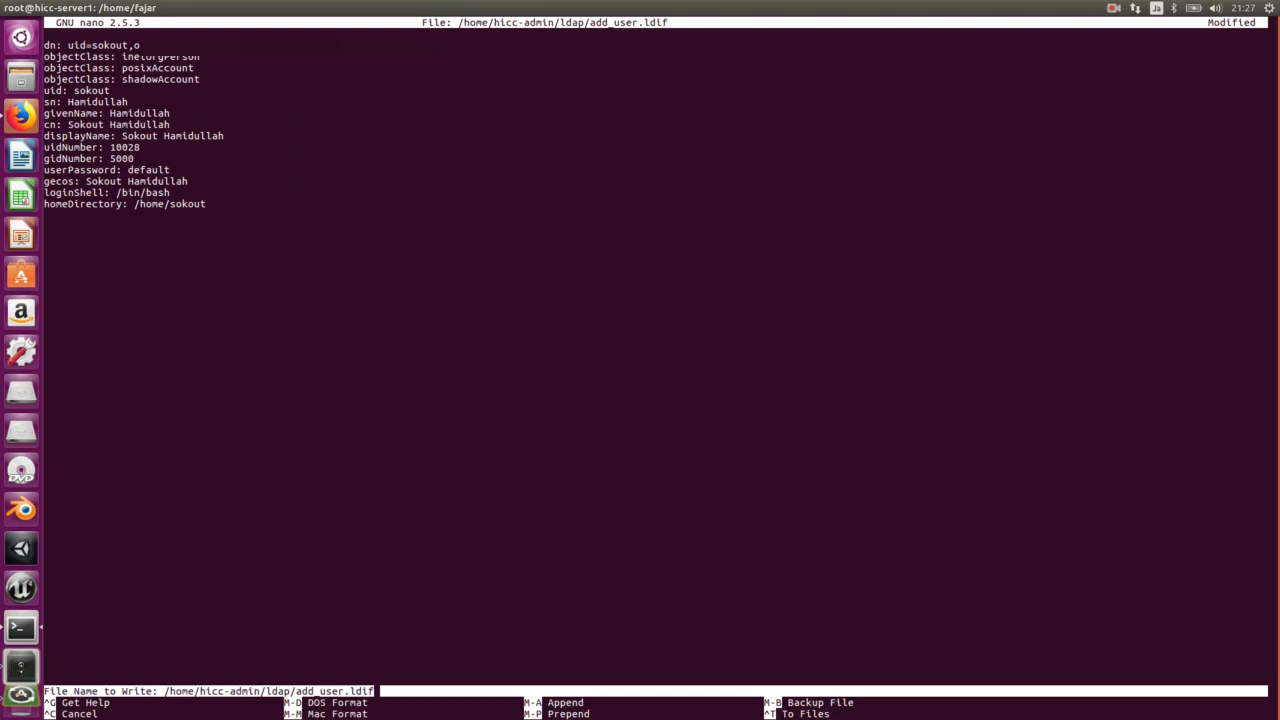 root@hicc-server1: /home/fajar
Ja
21:27
GNU nano 2.5.3 File: /home/hicc-admin/ldap/add_user.ldif Modified
dn: uid=sokout,o
objectClass: inetOrgPerson
objectClass: posixAccount
objectClass: shadowAccount
uid: sokout
sn: Hamidullah
givenName: Hamidullah
cn: Sokout Hamidullah
displayName: Sokout Hamidullah
uidNumber: 10028
gidNumber: 5000
userPassword: default
gecos: Sokout Hamidullah
loginShell: /bin/bash
homeDirectory: /home/sokout
File Name to Write: /home/hicc-admin/ldap/add_user.ldif
^G Get Help M-D DOS Format M-A Append M-B Backup File
^C Cancel M-M Mac Format M-P Prepend ^T To Files